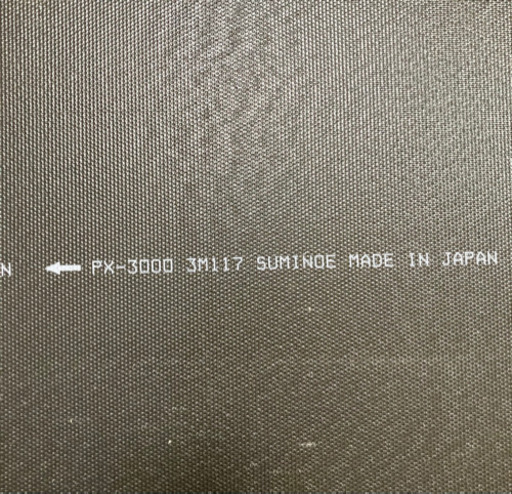 N ← PX-3000 3M117 SUMINOE MADE IN JAPAN